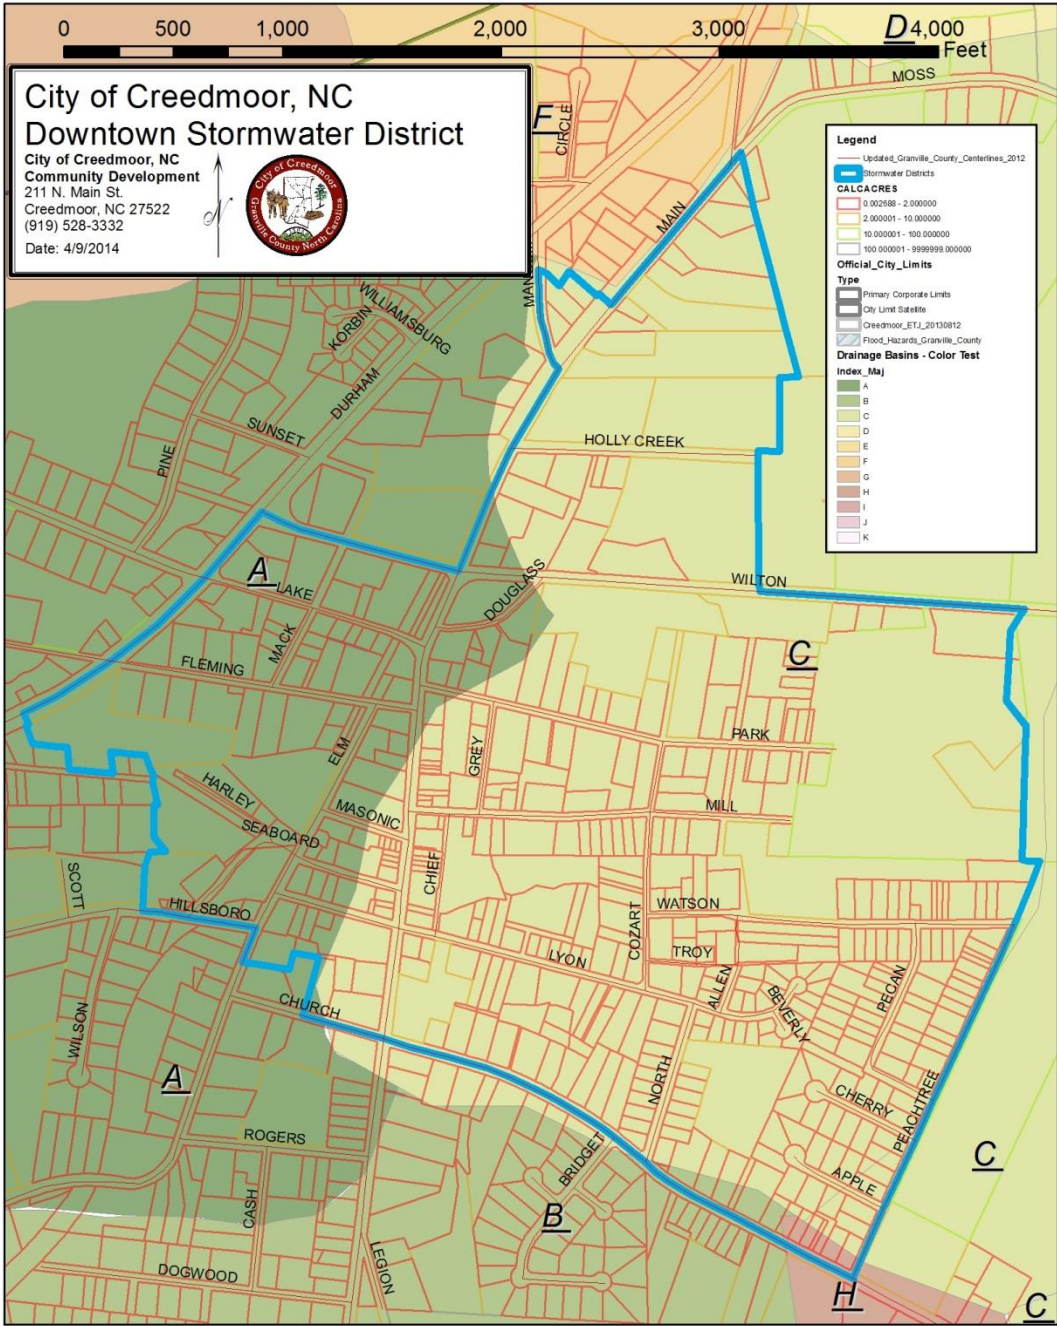 0 500 1,000 2,000 3,000 4,000
Feet
City of Creedmoor, NC
Downtown Stormwater District
City of Creedmoor, NC
Community Development
211 N. Main St.
Creedmoor, NC 27522
(919) 528-3332
Date: 4/9/2014
N
City of Creedmoor
Granville County North Carolina
Legend
Updated_Granville_County_Centerlines_2012
Stormwater Districts
CALCACRES
0.002688 - 2.000000
2.000001 - 10.000000
10.000001 - 100.000000
100.000001 - 9999999.000000
Official_City_Limits
Type
Primary Corporate Limits
City Limit Satellite
Creedmoor_ETJ_20130812
Flood_Hazards_Granville_County
Drainage Basins - Color Test
Index_Maj
A
B
C
D
E
F
G
H
I
J
K
D
MOSS
F
CIRCLE
MAIN
WILLIAMSBURG
KORBIN
DURHAM
SUNSET
PINE
HOLLY CREEK
A
LAKE
DOUGLASS
WILTON
MACK
FLEMING
C
ELM
GREY
PARK
HARLEY
MASONIC
MILL
SEABOARD
CHIEF
SCOTT
HILLSBORO
COZART
WATSON
LYON
TROY
ALLEN
BEVERLY
PECAN
CHURCH
WILSON
A
NORTH
CHERRY
PEACHTREE
ROGERS
BRIDGET
APPLE
C
CASH
B
LEGION
DOGWOOD
H
C